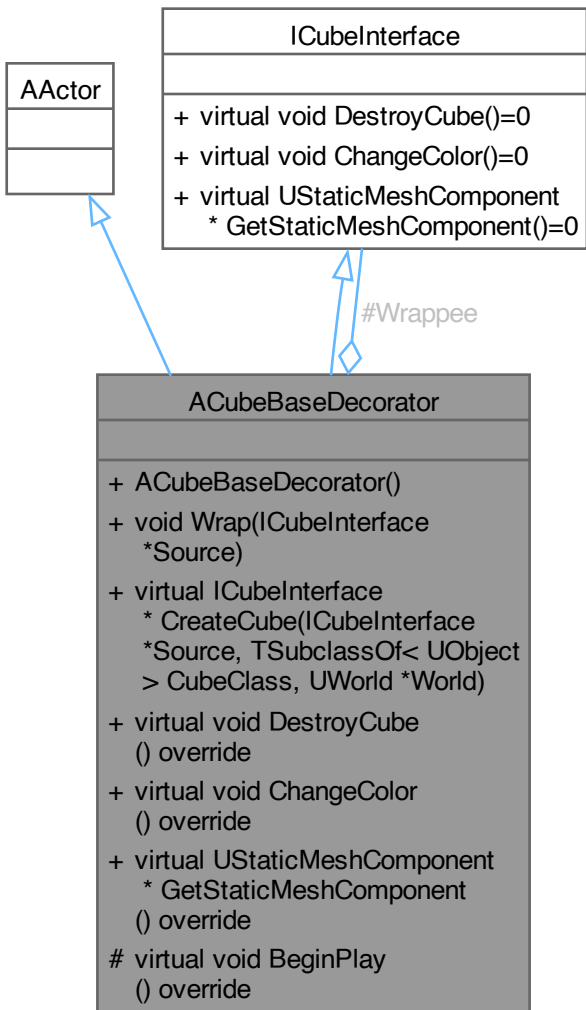 ICubeInterface
+ virtual void DestroyCube()=0
+ virtual void ChangeColor()=0
+ virtual UStaticMeshComponent
* GetStaticMeshComponent()=0
AActor
#Wrappee
ACubeBaseDecorator
+ ACubeBaseDecorator()
+ void Wrap(ICubeInterface
*Source)
+ virtual ICubeInterface
* CreateCube(ICubeInterface
*Source, TSubclassOf< UObject
> CubeClass, UWorld *World)
+ virtual void DestroyCube
() override
+ virtual void ChangeColor
() override
+ virtual UStaticMeshComponent
* GetStaticMeshComponent
() override
# virtual void BeginPlay
() override